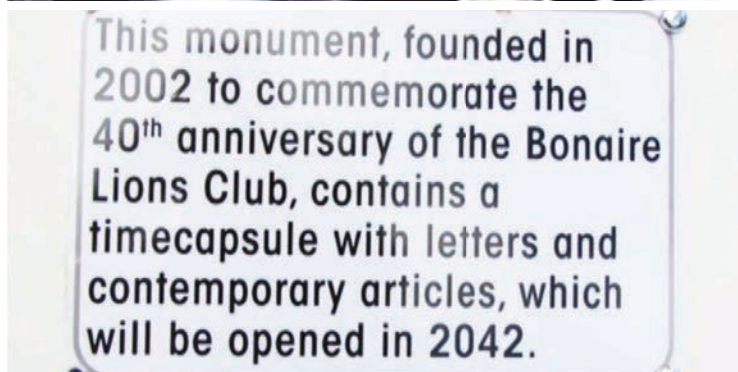 This monument, founded in
2002 to commemorate the
40th anniversary of the Bonaire
Lions Club, contains a
timecapsule with letters and
contemporary articles, which
will be opened in 2042.